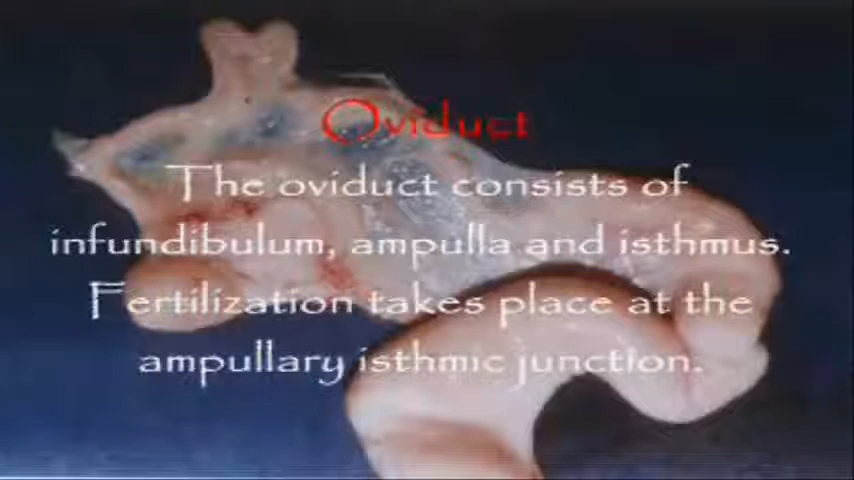 Oviduct
The oviduct consists of
infundibulum, ampulla and isthmus.
Fertilization takes place at the
ampullary isthmic junction.